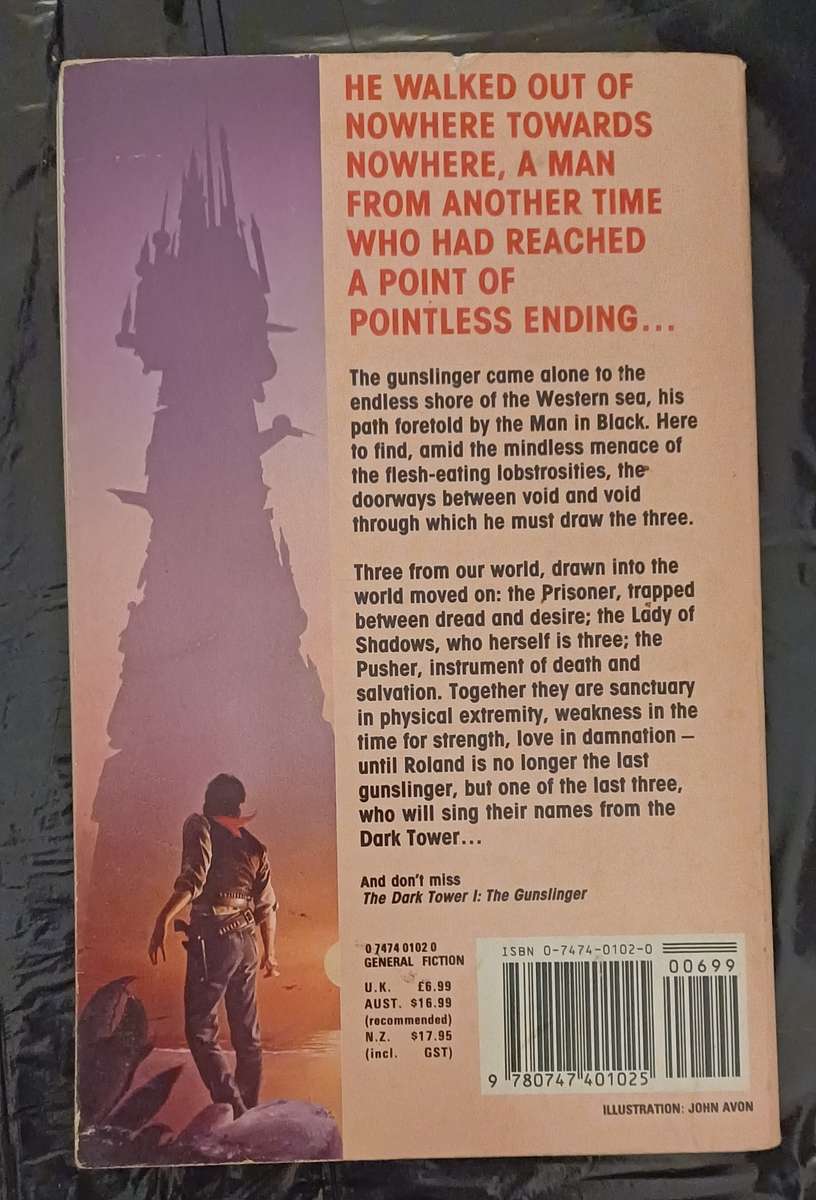 HE WALKED OUT OF
NOWHERE TOWARDS
NOWHERE, A MAN
FROM ANOTHER TIME
WHO HAD REACHED
A POINT OF
POINTLESS ENDING...
The gunslinger came alone to the
endless shore of the Western sea, his
path foretold by the Man in Black. Here
to find, amid the mindless menace of
the flesh-eating lobstrosities, the
doorways between void and void
through which he must draw the three.
Three from our world, drawn into the
world moved on: the Prisoner, trapped
between dread and desire; the Lady of
Shadows, who herself is three; the
Pusher, instrument of death and
salvation. Together they are sanctuary
in physical extremity, weakness in the
time for strength, love in damnation –
until Roland is no longer the last
gunslinger, but one of the last three,
who will sing their names from the
Dark Tower...
And don't miss
The Dark Tower I: The Gunslinger
0 7474 0102 0
GENERAL FICTION
U.K. £6.99
AUST. $16.99
(recommended)
N.Z. $17.95
(incl. GST)
ISBN 0-7474-0102-0
00699
9 780747 401025
ILLUSTRATION: JOHN AVON